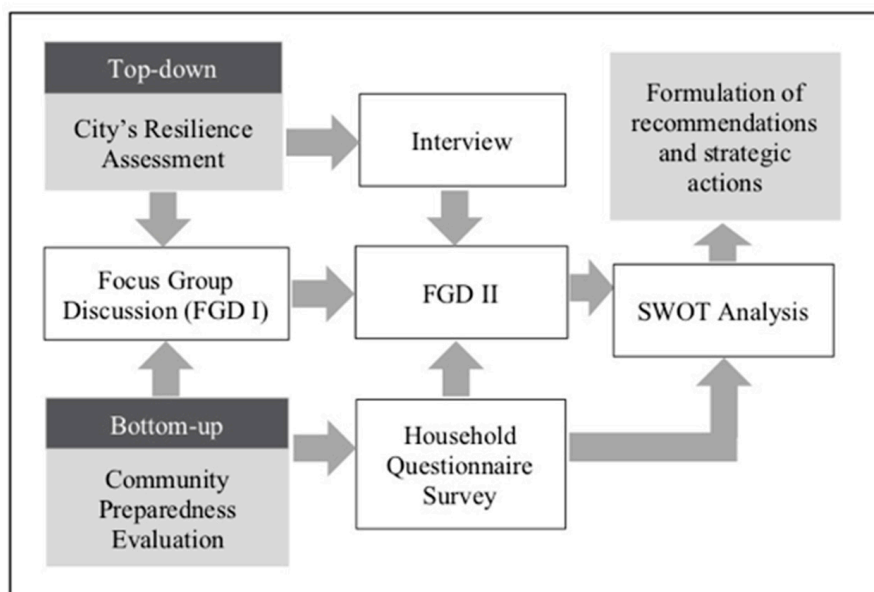 Top-down
City’s Resilience
Assessment
Interview
Formulation of
recommendations
and strategic
actions
Focus Group
Discussion (FGD I)
FGD II
SWOT Analysis
Bottom-up
Community
Preparedness
Evaluation
Household
Questionnaire
Survey